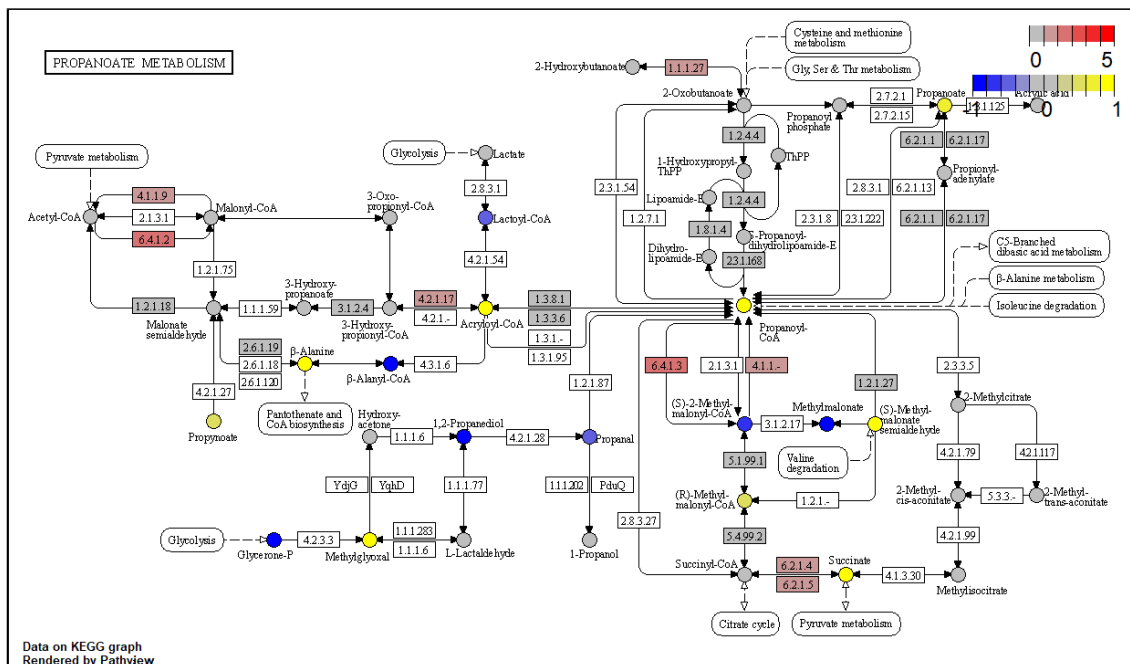 PROPANOATE METABOLISM
Cysteine and methionine
metabolism
Gly, Ser & Thr metabolism
0
5
-1
0
1
2-Hydroxybutanoate
1.1.1.27
2-Oxobutanoate
Propanoyl
phosphate
2.7.2.1
2.7.2.15
Propanoate
1.3.1.125
Acrylic acid
1.2.4.4
6.2.1.1
6.2.1.17
ThPP
1-Hydroxypropyl-
ThPP
Propionyl-
adenylate
2.3.1.54
2.8.3.1
6.2.1.13
Lipoamide-E
1.2.4.4
1.2.7.1
2.3.1.8
2.3.1.222
6.2.1.1
6.2.1.17
1.8.1.4
S-Propanoyl-
dihydrolipoamide-E
Dihydro-
lipoamide-E
2.3.1.168
C5-Branched
dibasic acid metabolism
β-Alanine metabolism
Isoleucine degradation
Propanoyl-
CoA
Pyruvate metabolism
Glycolysis
Lactate
4.1.1.9
2.8.3.1
Acetyl-CoA
2.1.3.1
Malonyl-CoA
3-Oxo-
propionyl-CoA
Lactoyl-CoA
6.4.1.2
4.2.1.54
1.2.1.75
3-Hydroxy-
propanoate
1.2.1.18
1.1.1.59
3.1.2.4
4.2.1.17
4.2.1.-
1.3.8.1
1.3.3.6
Malonate
semialdehyde
3-Hydroxy-
propionyl-CoA
Acryloyl-CoA
1.3.1.-
1.3.1.95
2.6.1.19
2.6.1.18
2.6.1.120
β-Alanine
β-Alanyl-CoA
4.3.1.6
4.2.1.27
1.2.1.87
Propynoate
Pantothenate and
CoA biosynthesis
6.4.1.3
2.1.3.1
4.1.1.-
1.2.1.27
2.3.3.5
(S)-2-Methyl-
malonyl-CoA
Methylmalonate
(S)-Methyl-
malonate
semialdehyde
2-Methylcitrate
3.1.2.17
Hydroxy-
acetone
1,2-Propanediol
1.1.1.6
4.2.1.28
Propanal
Valine
degradation
5.1.99.1
4.2.1.79
4.2.1.117
YdjG
YqhD
1.1.1.77
1.1.1.202
PduQ
(R)-Methyl-
malonyl-CoA
1.2.1.-
2-Methyl-
cis-aconitate
5.3.3.-
2-Methyl-
trans-aconitate
2.8.3.27
Glycolysis
Glycerone-P
4.2.3.3
Methylglyoxal
1.1.1.283
1.1.1.6
L-Lactaldehyde
1-Propanol
5.4.99.2
4.2.1.99
Succinyl-CoA
6.2.1.4
6.2.1.5
Succinate
4.1.3.30
Methylisocitrate
Citrate cycle
Pyruvate metabolism
Data on KEGG graph
Rendered by Pathview